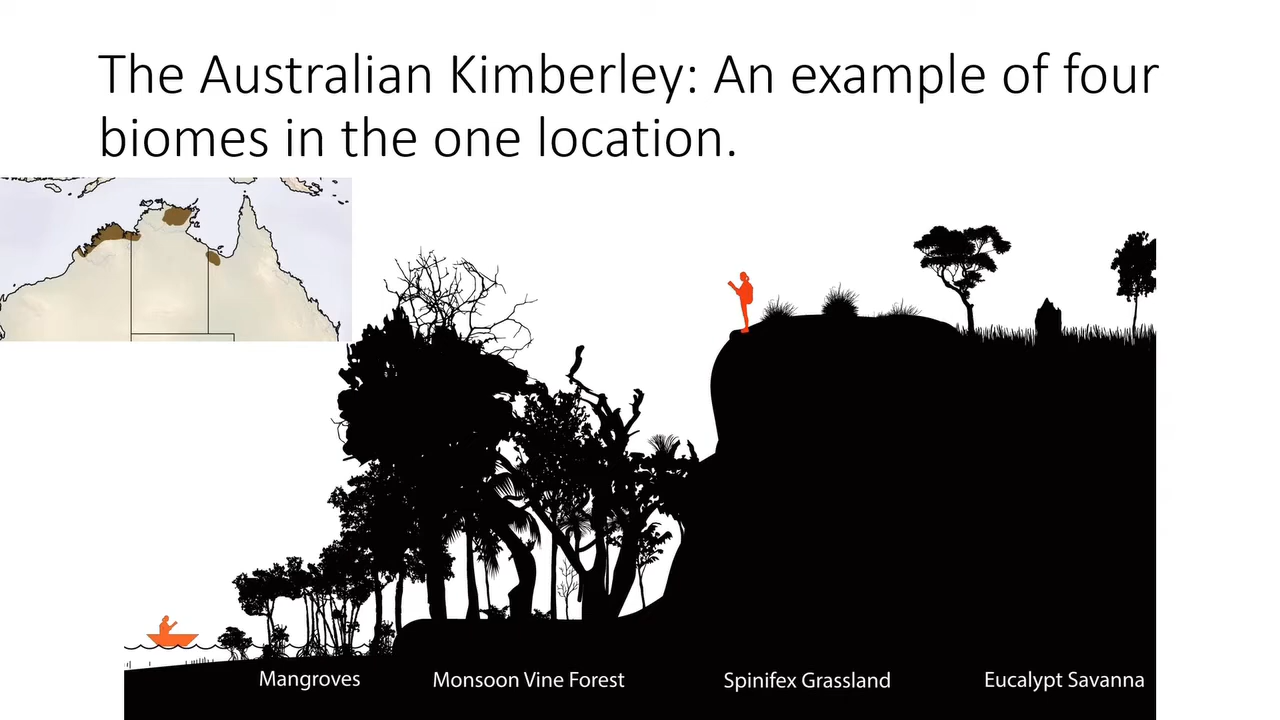 The Australian Kimberley: An example of four
biomes in the one location.
Mangroves
Monsoon Vine Forest
Spinifex Grassland
Eucalypt Savanna